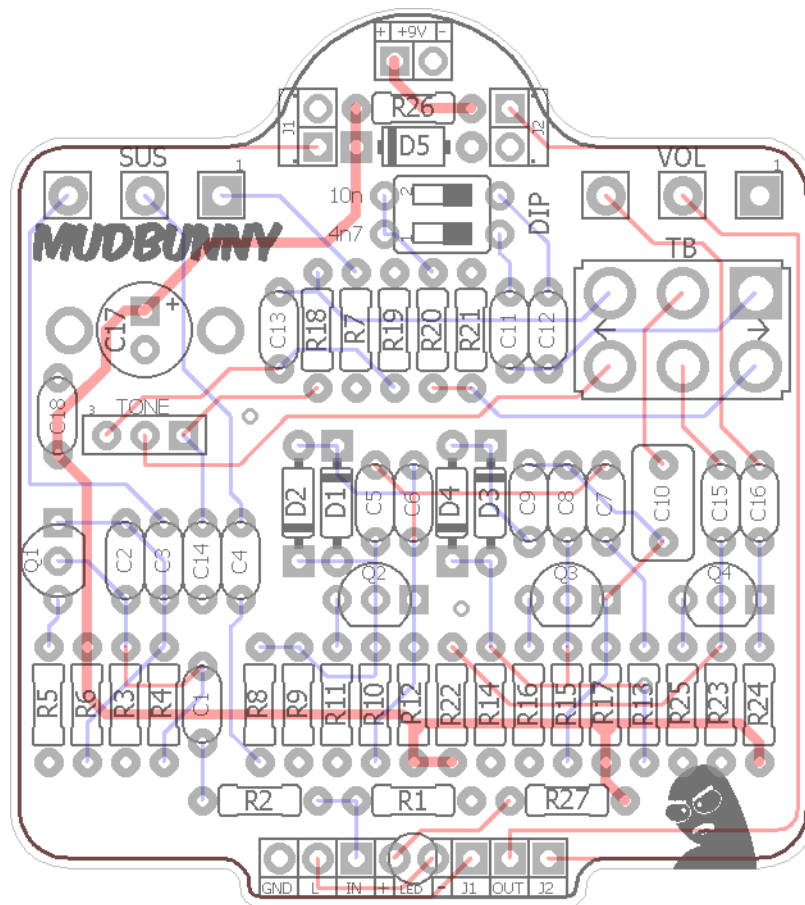 + +9V -
J1
R26
J2
D5
SUS
VOL
1
1
10n
2
4n7
1
DIP
MUDBUNNY
TB
C17
+
C13
R18
R7
R19
R20
R21
C11
C12
C18
3
TONE
D2
D1
C5
C6
D4
D3
C9
C8
C7
C10
C15
C16
Q1
C2
C3
C14
C4
Q2
Q3
Q4
R5
R6
R3
R4
C1
R8
R9
R11
R10
R12
R22
R14
R16
R15
R17
R13
R25
R23
R24
R2
R1
R27
GND L IN + LED - J1 OUT J2